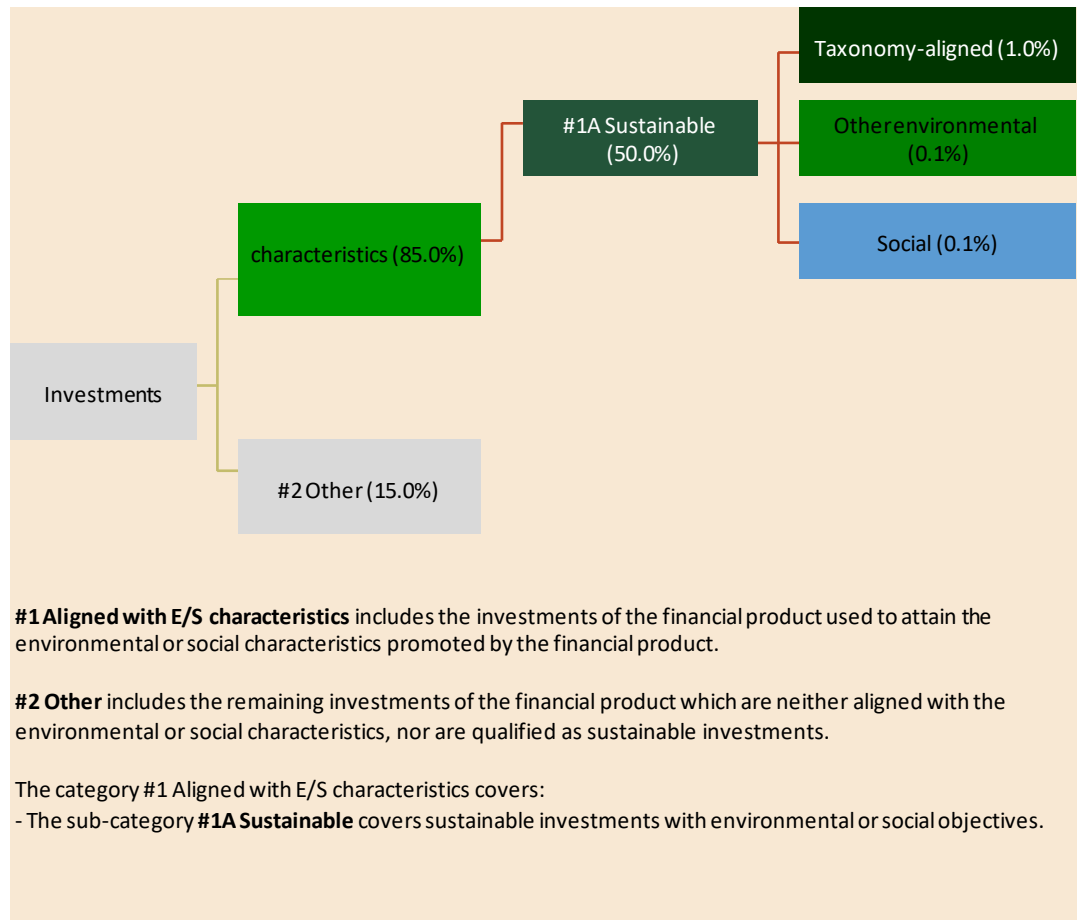 Taxonomy-aligned (1.0%)
#1A Sustainable
(50.0%)
Other environmental
(0.1%)
characteristics (85.0%)
Social (0.1%)
Investments
#2 Other (15.0%)
#1 Aligned with E/S characteristics includes the investments of the financial product used to attain the
environmental or social characteristics promoted by the financial product.
#2 Other includes the remaining investments of the financial product which are neither aligned with the
environmental or social characteristics, nor are qualified as sustainable investments.
The category #1 Aligned with E/S characteristics covers:
- The sub-category #1A Sustainable covers sustainable investments with environmental or social objectives.